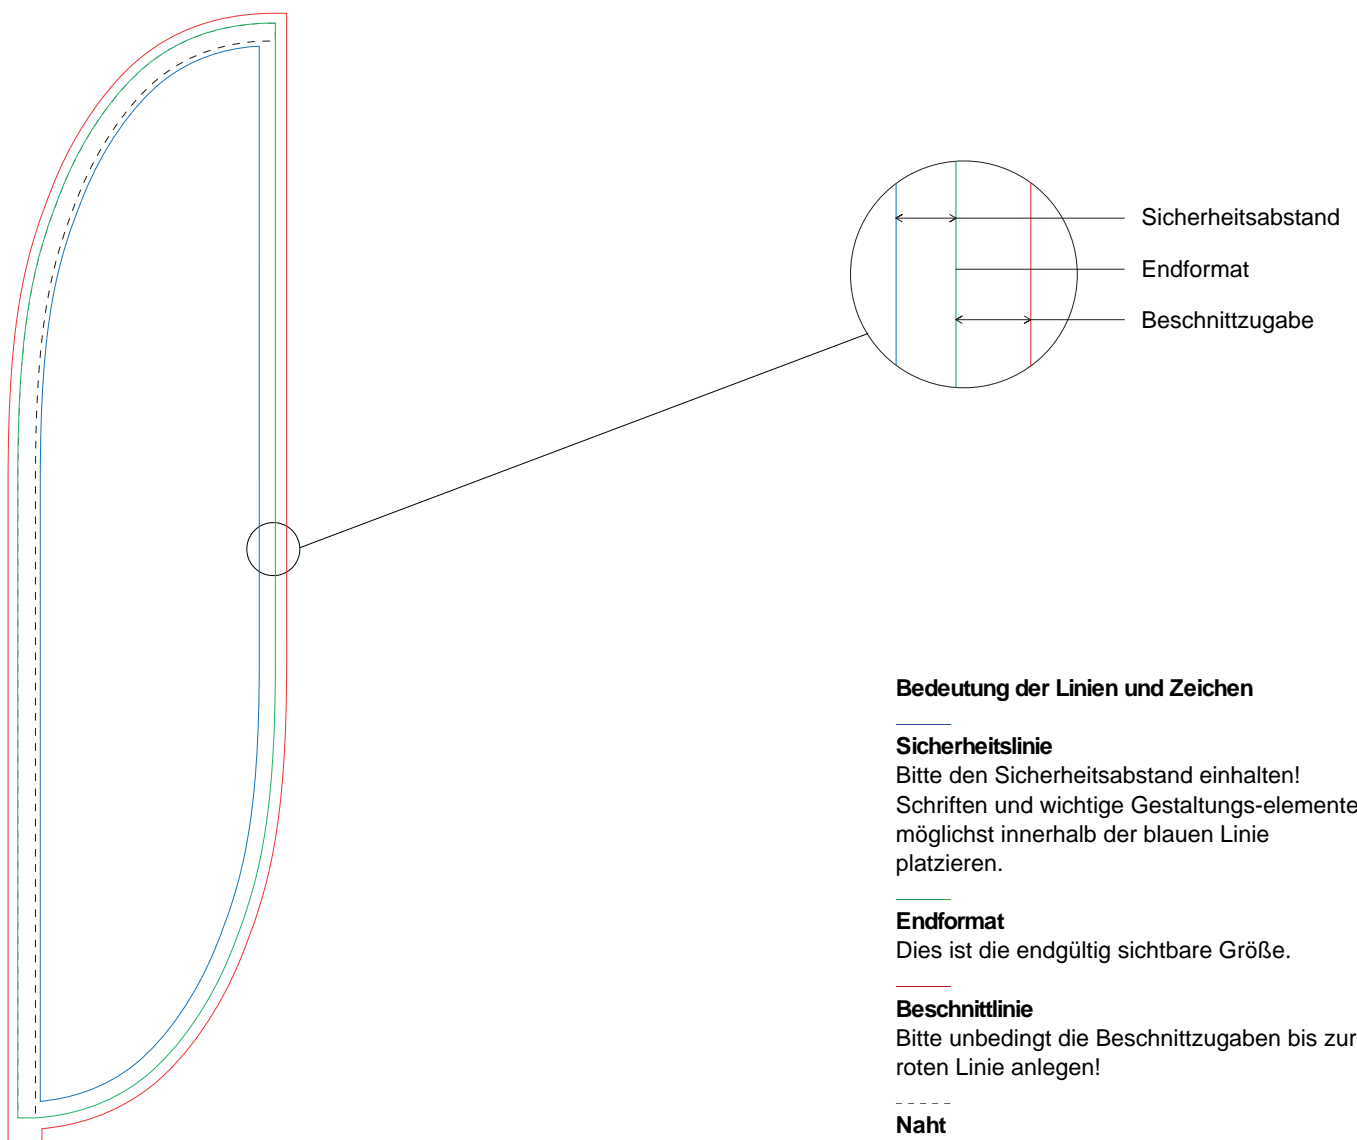 Sicherheitsabstand
Endformat
Beschnittzugabe
Bedeutung der Linien und Zeichen
Sicherheitslinie
Bitte den Sicherheitsabstand einhalten!
Schriften und wichtige Gestaltungs-elemente
möglichst innerhalb der blauen Linie
platzieren.
Endformat
Dies ist die endgültig sichtbare Größe.
Beschnittlinie
Bitte unbedingt die Beschnittzugaben bis zur
roten Linie anlegen!
Naht